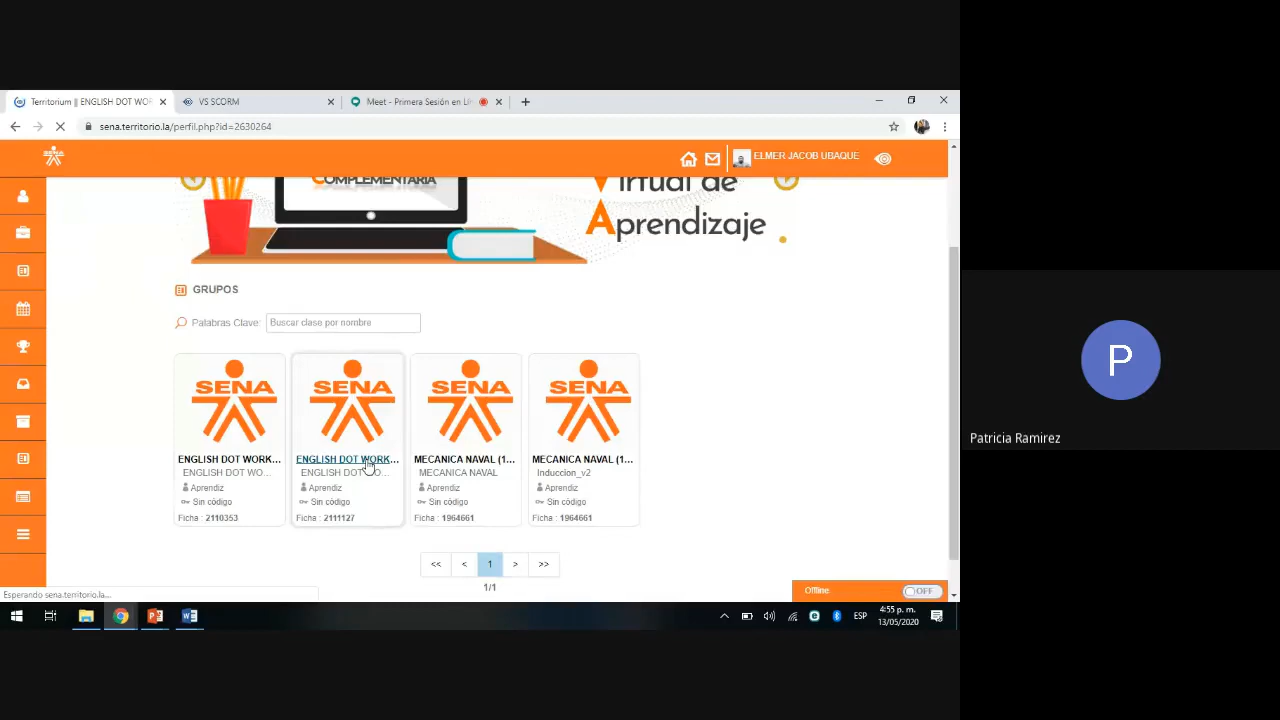 Territorium || ENGLISH DOT WOR
VS SCORM
Meet - Primera Sesión en Lín
sena.territorio.la/perfil.php?id=2630264
ELMER JACOB UBAQUE
COMPLEMENTARIA
Virtual de
Aprendizaje
GRUPOS
Palabras Clave: Buscar clase por nombre
SENA SENA SENA SENA
ENGLISH DOT WORK... ENGLISH DOT WORK... MECANICA NAVAL (1... MECANICA NAVAL (1...
ENGLISH DOT WO... ENGLISH DOT WO... MECANICA NAVAL Induccion_v2
Aprendiz Aprendiz Aprendiz Aprendiz
Sin código Sin código Sin código Sin código
Ficha : 2110353 Ficha : 2111127 Ficha : 1964661 Ficha : 1964661
<< < 1 > >>
1/1
Esperando sena.territorio.la...
Offline OFF
ESP
4:55 p. m.
13/05/2020
P
Patricia Ramirez